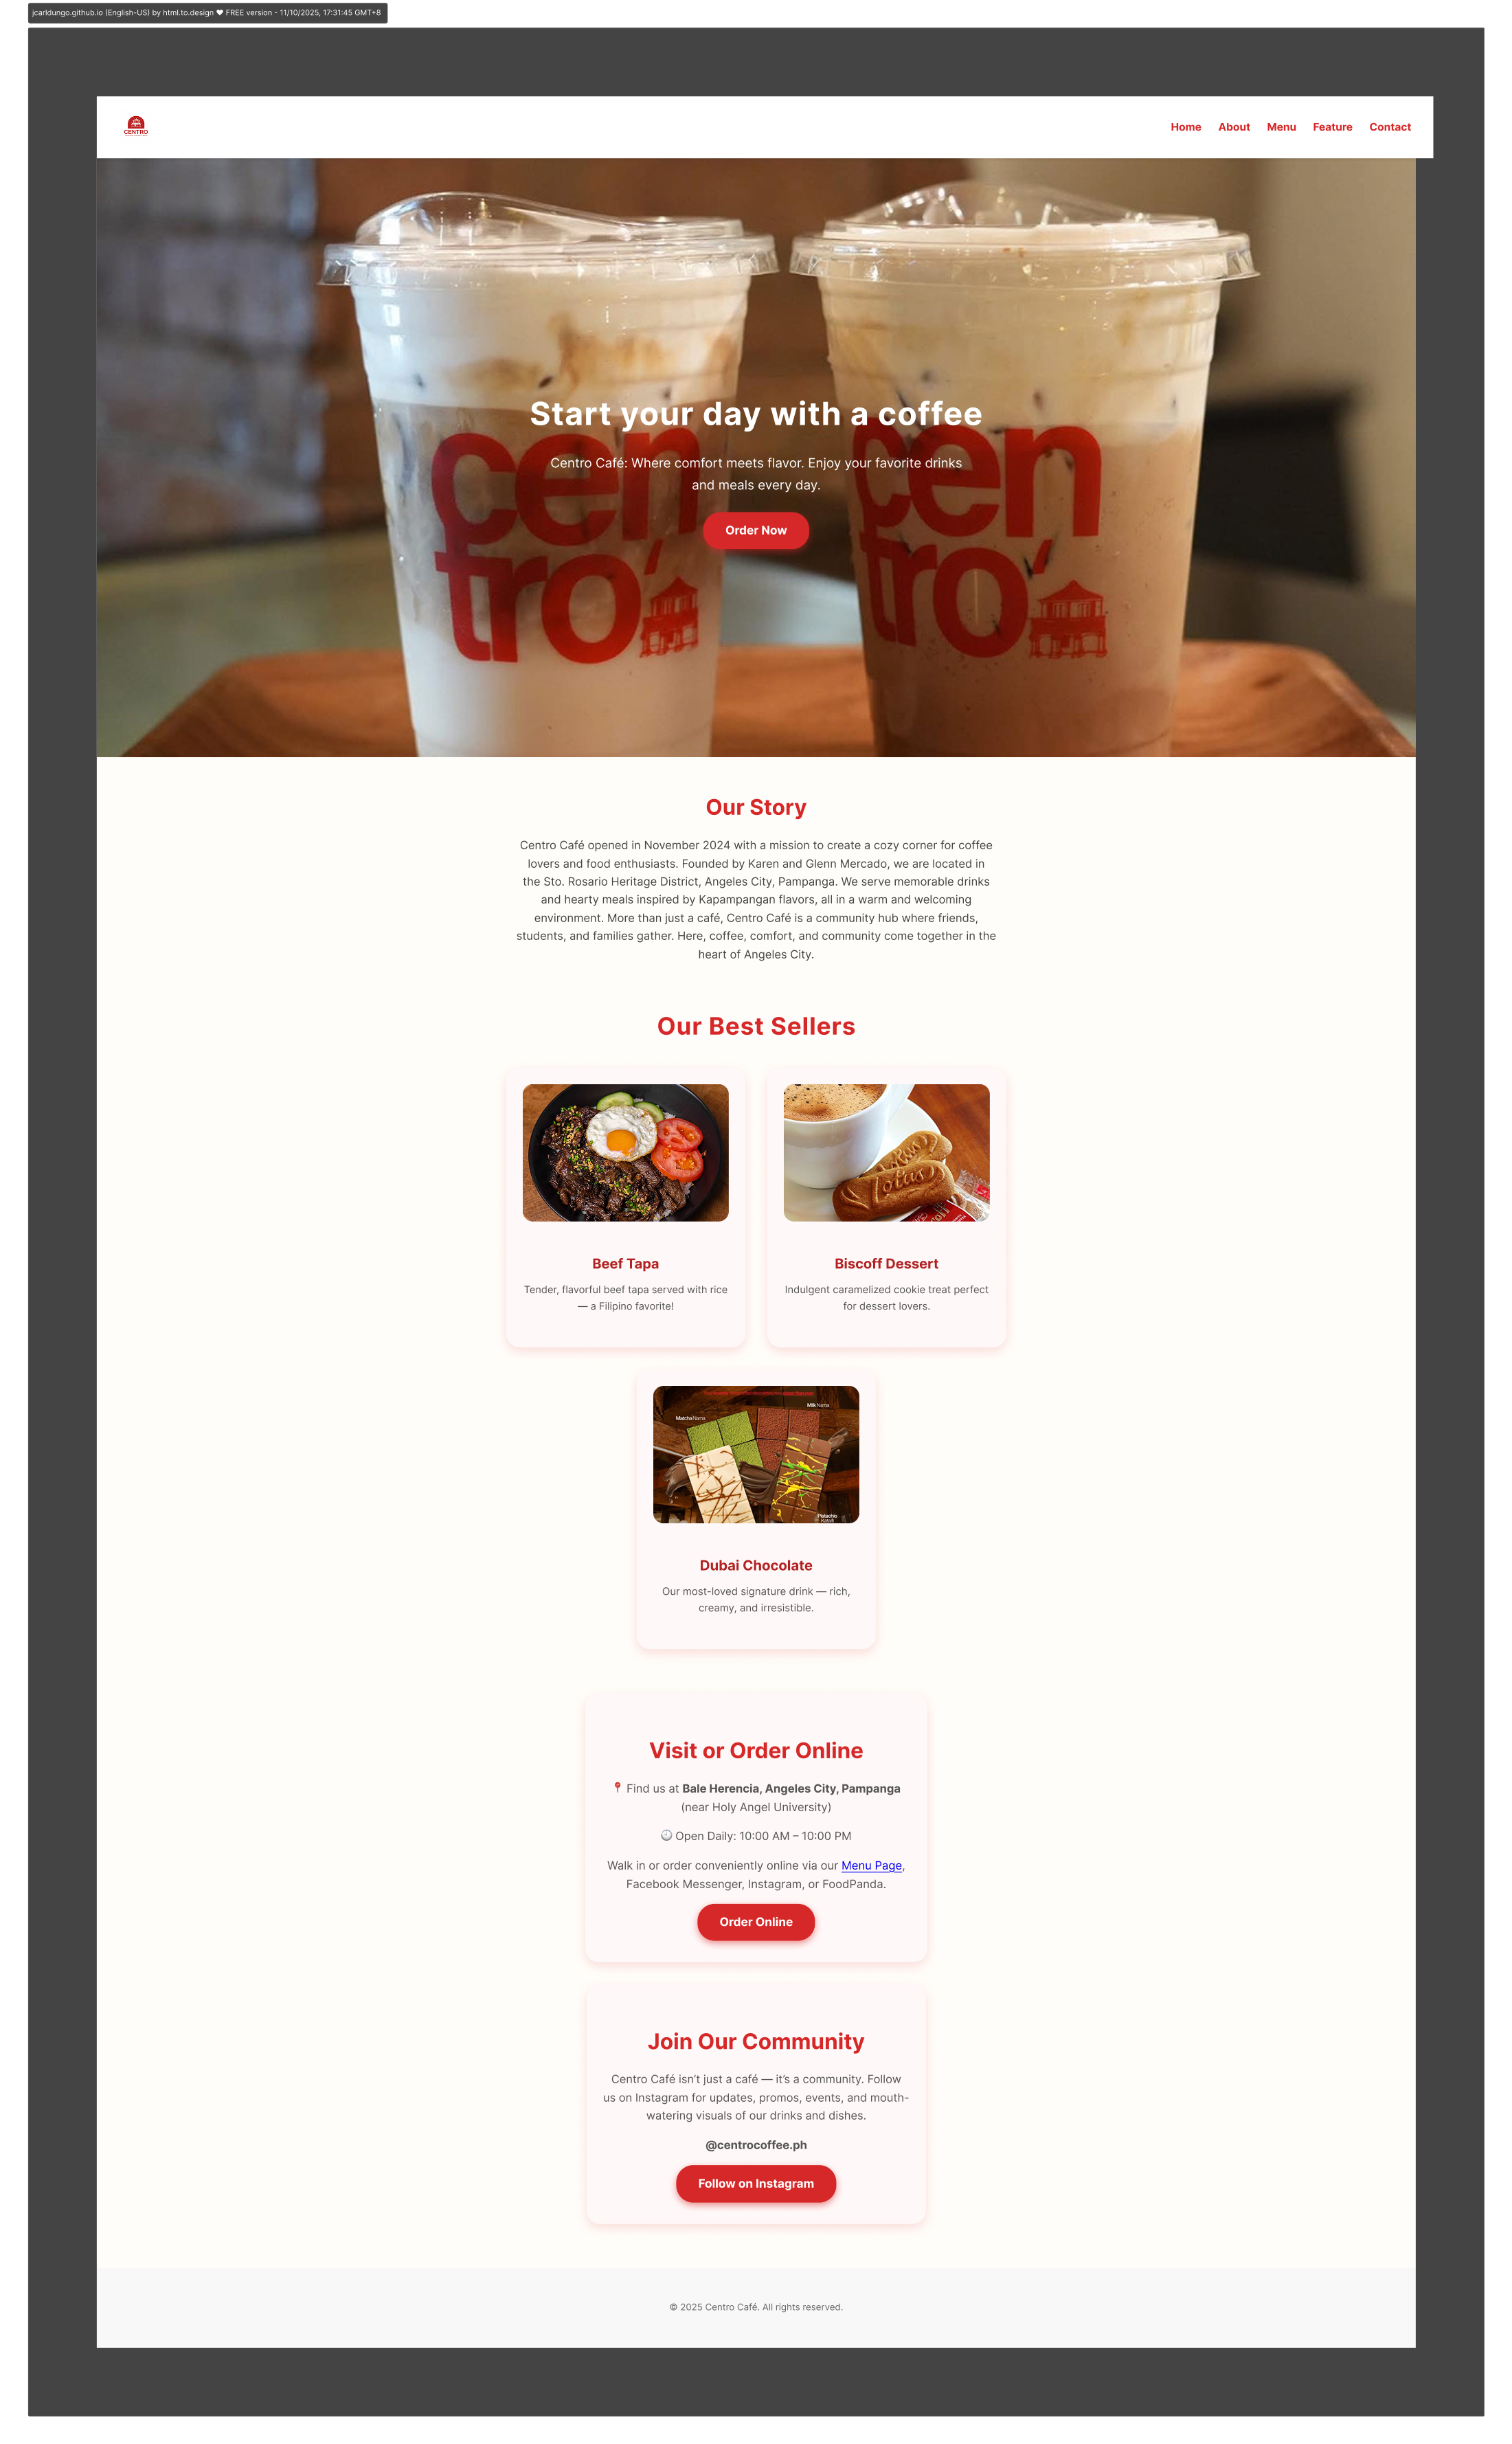 jcarldungo.github.io (English-US) by html.to.design ❤ FREE version - 11/10/2025, 17:31:45 GMT+8
CENTRO
Home About Menu Feature Contact
Start your day with a coffee
Centro Café: Where comfort meets flavor. Enjoy your favorite drinks
and meals every day.
Order Now
cen
tro
cen
tro
Our Story
Centro Café opened in November 2024 with a mission to create a cozy corner for coffee
lovers and food enthusiasts. Founded by Karen and Glenn Mercado, we are located in
the Sto. Rosario Heritage District, Angeles City, Pampanga. We serve memorable drinks
and hearty meals inspired by Kapampangan flavors, all in a warm and welcoming
environment. More than just a café, Centro Café is a community hub where friends,
students, and families gather. Here, coffee, comfort, and community come together in the
heart of Angeles City.
Our Best Sellers
lotus
Beef Tapa
Tender, flavorful beef tapa served with rice
— a Filipino favorite!
Biscoff Dessert
Indulgent caramelized cookie treat perfect
for dessert lovers.
Milk Nama
Matcha Nama
Pistachio
Kataifi
Dubai Chocolate
Our most-loved signature drink — rich,
creamy, and irresistible.
Visit or Order Online
📍 Find us at Bale Herencia, Angeles City, Pampanga
(near Holy Angel University)
🕙 Open Daily: 10:00 AM – 10:00 PM
Walk in or order conveniently online via our Menu Page,
Facebook Messenger, Instagram, or FoodPanda.
Order Online
Join Our Community
Centro Café isn't just a café — it's a community. Follow
us on Instagram for updates, promos, events, and mouth-
watering visuals of our drinks and dishes.
@centrocoffee.ph
Follow on Instagram
© 2025 Centro Café. All rights reserved.